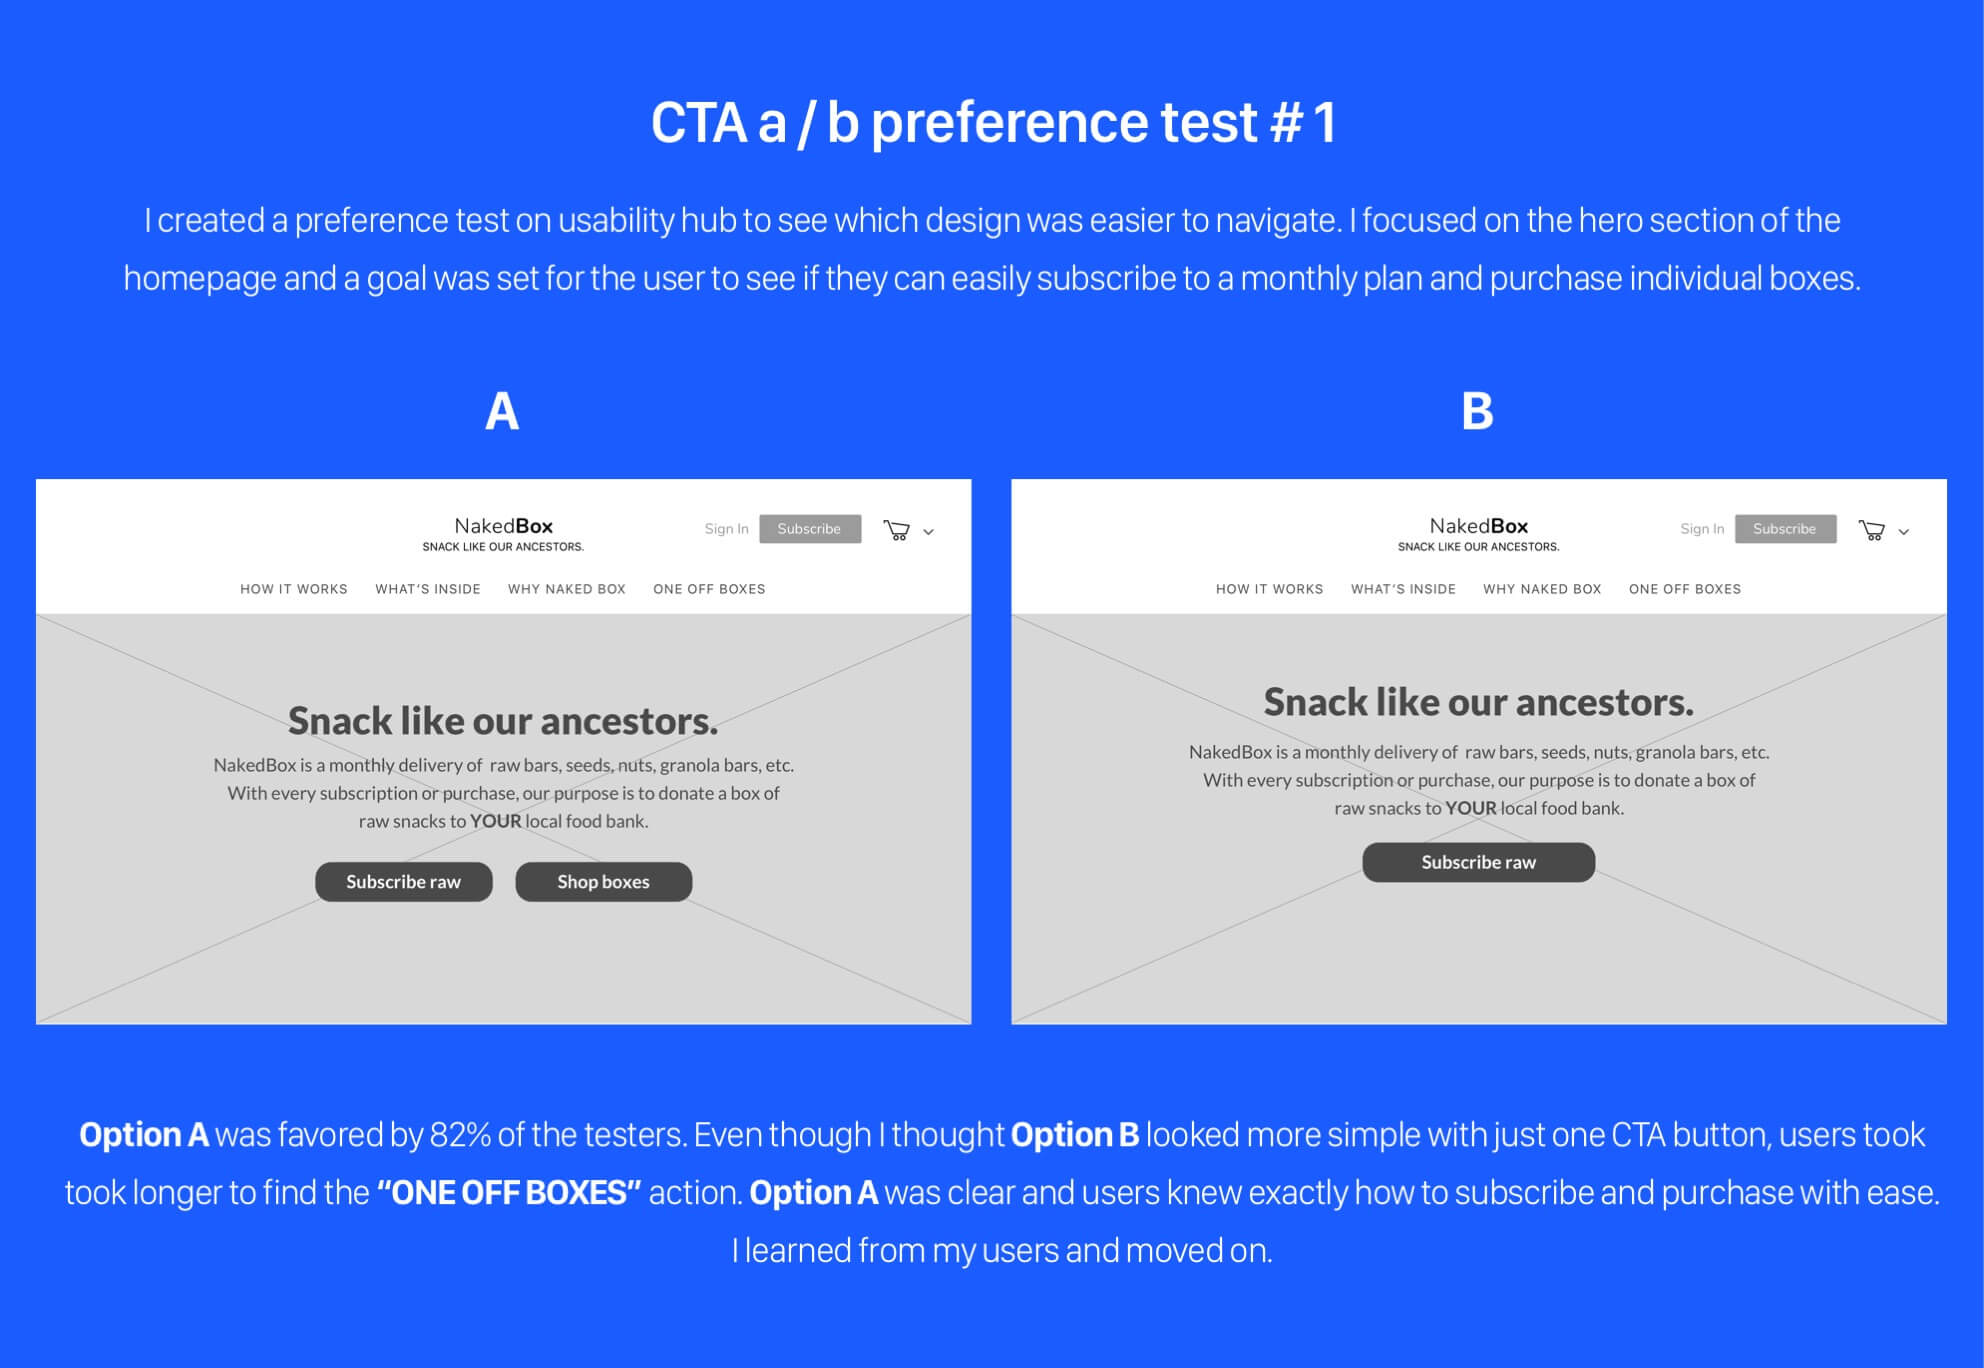 CTA a / b preference test # 1
I created a preference test on usability hub to see which design was easier to navigate. I focused on the hero section of the
homepage and a goal was set for the user to see if they can easily subscribe to a monthly plan and purchase individual boxes.
A
NakedBox
SNACK LIKE OUR ANCESTORS.
Sign In
Subscribe
HOW IT WORKS WHAT'S INSIDE WHY NAKED BOX ONE OFF BOXES
Snack like our ancestors.
NakedBox is a monthly delivery of raw bars, seeds, nuts, granola bars, etc.
With every subscription or purchase, our purpose is to donate a box of
raw snacks to YOUR local food bank.
Subscribe raw
Shop boxes
B
NakedBox
SNACK LIKE OUR ANCESTORS.
Sign In
Subscribe
HOW IT WORKS WHAT'S INSIDE WHY NAKED BOX ONE OFF BOXES
Snack like our ancestors.
NakedBox is a monthly delivery of raw bars, seeds, nuts, granola bars, etc.
With every subscription or purchase, our purpose is to donate a box of
raw snacks to YOUR local food bank.
Subscribe raw
Option A was favored by 82% of the testers. Even though I thought Option B looked more simple with just one CTA button, users took
took longer to find the “ONE OFF BOXES” action. Option A was clear and users knew exactly how to subscribe and purchase with ease.
I learned from my users and moved on.